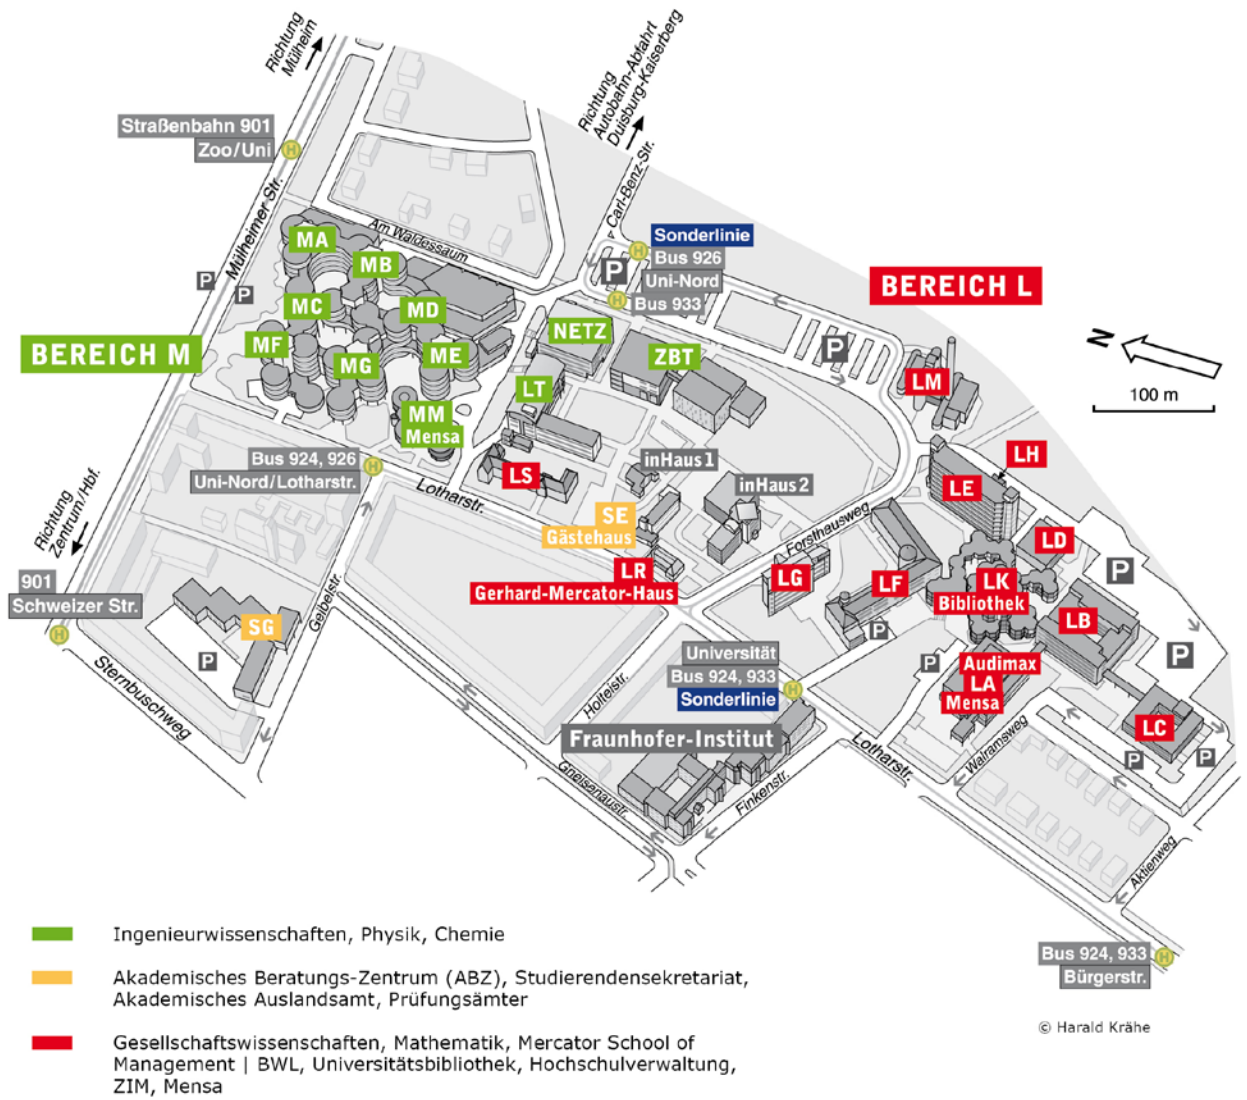 Richtung
Mülheim
Richtung
Autobahn-Abfahrt
Duisburg-Kaiserberg
Straßenbahn 901
Zoo/Uni
H
Mülheimer Str.
Am Waldessaum
Carl-Benz-Str.
H
Sonderlinie
Bus 926
Uni-Nord
H
Bus 933
P
P
P
P
MA
MB
MC
MD
MF
MG
ME
MM
Mensa
NETZ
ZBT
LT
LS
BEREICH M
BEREICH L
N
100 m
LM
LH
LE
LD
Bus 924, 926
Uni-Nord/Lotharstr.
H
Lotharstr.
inHaus 1
inHaus 2
SE
Gästehaus
LR
Gerhard-Mercator-Haus
Forsthausweg
LG
LF
LK
Bibliothek
LB
P
P
P
P
Richtung
Zentrum/Hbf.
901
Schweizer Str.
H
SG
P
Geibelstr.
Sternbuschweg
Universität
Bus 924, 933
Sonderlinie
H
Holteistr.
Fraunhofer-Institut
Gneisenaustr.
Finkenstr.
Audimax
LA
Mensa
LC
P
P
Lotharstr.
Walramsweg
Aktienweg
Bus 924, 933
Bürgerstr.
H
© Harald Krähe
Ingenieurwissenschaften, Physik, Chemie
Akademisches Beratungs-Zentrum (ABZ), Studierendensekretariat,
Akademisches Auslandsamt, Prüfungsämter
Gesellschaftswissenschaften, Mathematik, Mercator School of
Management | BWL, Universitätsbibliothek, Hochschulverwaltung,
ZIM, Mensa